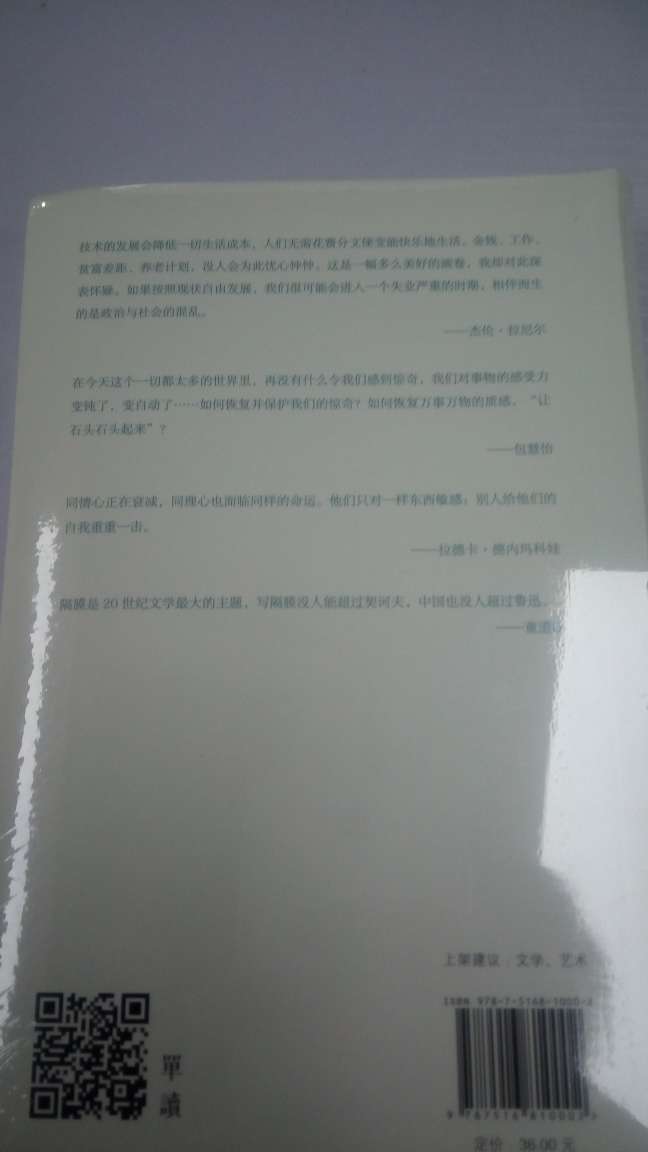 技术的发展会降低一切生活成本，人们无需花费分文便变能快乐地生活。金钱、工作、
贫富差距、养老计划，没人会为此忧心忡忡。这是一幅多么美好的画卷，我却对此深
表怀疑。如果按照现状自由发展，我们很可能会进入一个失业严重的时期，相伴而生
的是政治与社会的混乱。
——杰伦·拉尼尔
在今天这个一切都太多的世界里，再没有什么令我们感到惊奇，我们对事物的感受力
变钝了，变自动了……如何恢复并保护我们的惊奇？如何恢复万事万物的质感，“让
石头石头起来”？
——包慧怡
同情心正在衰减，同理心也面临同样的命运。他们只对一样东西敏感：别人给他们的
自我重重一击。
——拉德卡·德内玛科娃
隔膜是20世纪文学最大的主题，写隔膜没人能超过契诃夫，中国也没人超过鲁迅。
——童道
上架建议：文学、艺术
ISBN 978-7-5168-1000-
單讀
定价 36.00 元